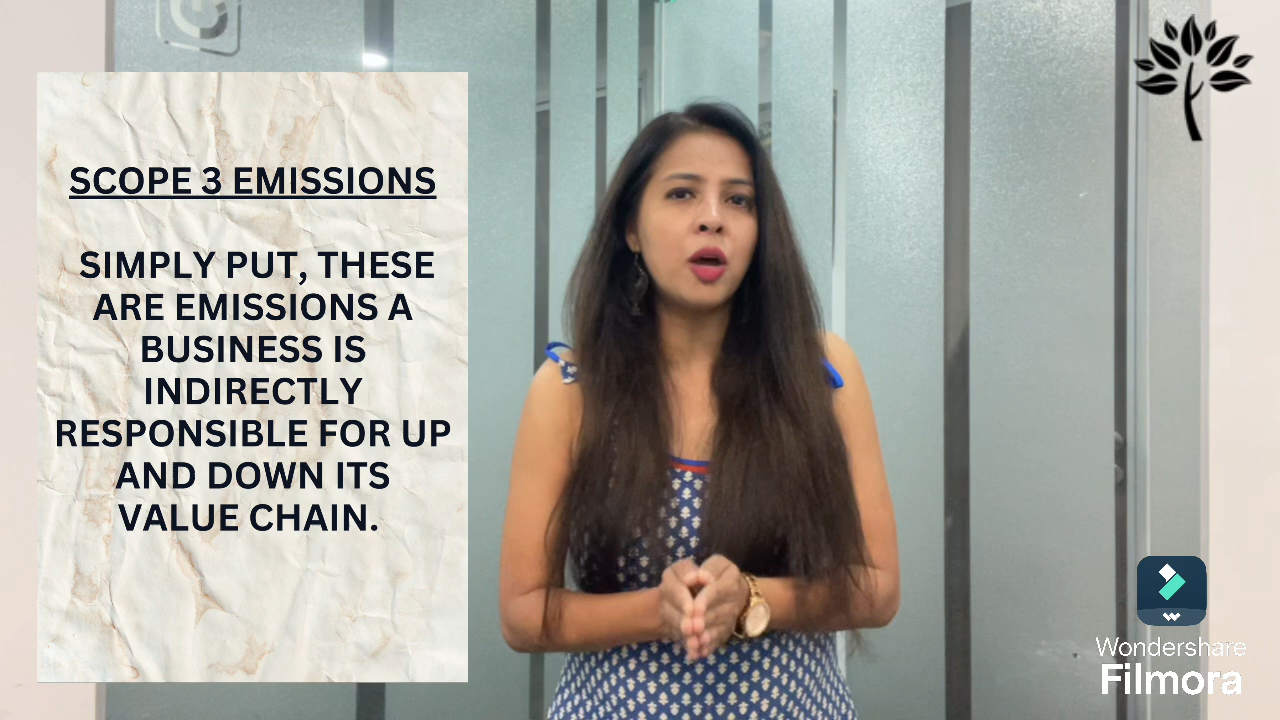 SCOPE 3 EMISSIONS
SIMPLY PUT, THESE
ARE EMISSIONS A
BUSINESS IS
INDIRECTLY
RESPONSIBLE FOR UP
AND DOWN ITS
VALUE CHAIN.
Wondershare
Filmora